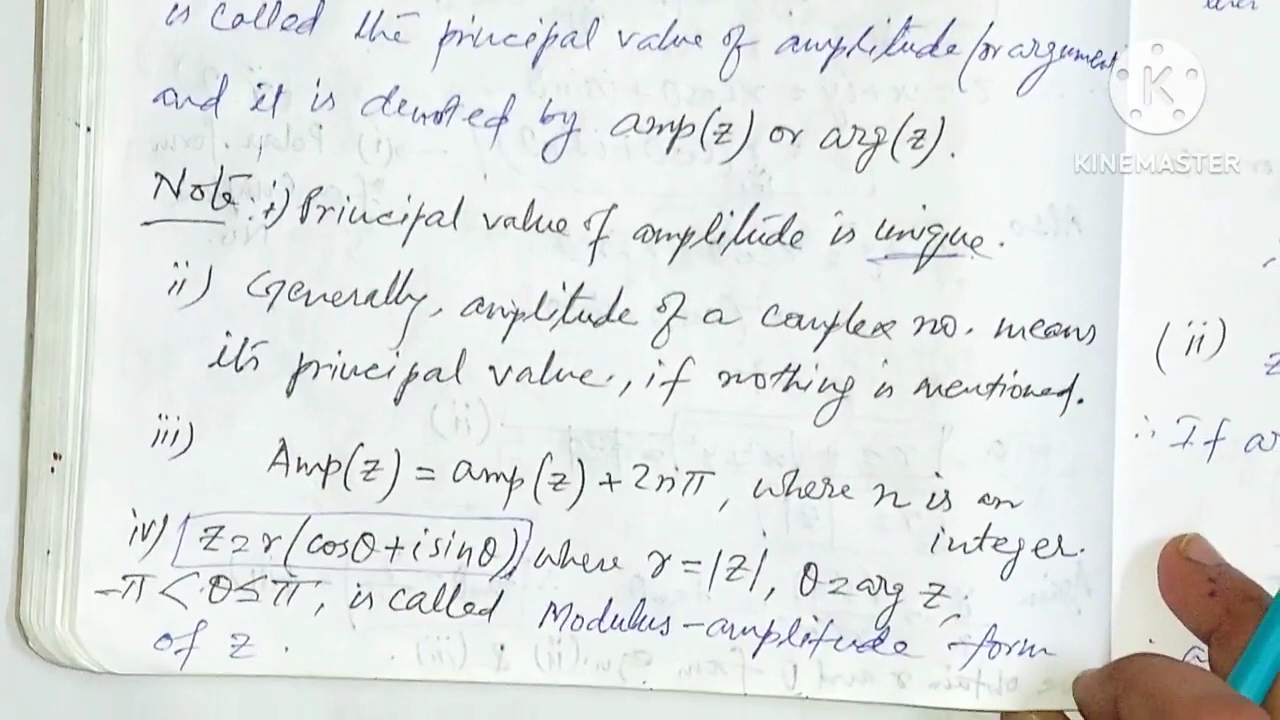 is called the principal value of amplitude (or argument
and it is denoted by amp(z) or arg(z).
Note: i) Principal value of amplitude is unique.
ii) Generally, amplitude of a complex no. means
its principal value, if nothing is mentioned.
iii) Amp(z) = amp(z) + 2nπ, where n is an
integer.
iv) z = r(cosθ + i sinθ), where r = |z|, θ = arg z,
-π < θ ≤ π, is called Modulus-amplitude form
of z.
K
KINEMASTER
(ii) z
∴ If